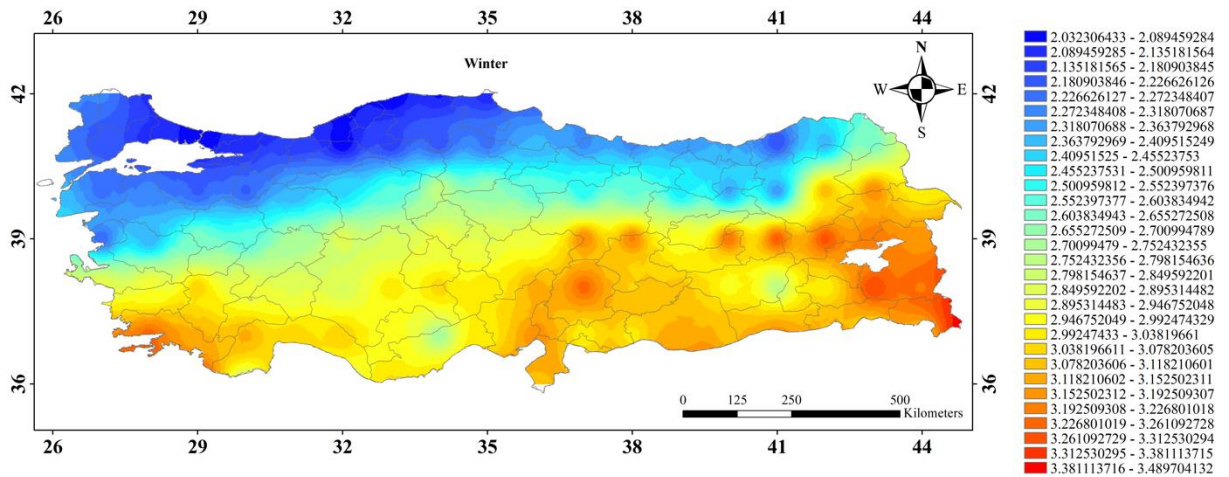 26 29 32 35 38 41 44
Winter
N
W E
S
42 42
39 39
36 36
0 125 250 500
Kilometers
26 29 32 35 38 41 44
2.032306433 - 2.089459284
2.089459285 - 2.135181564
2.135181565 - 2.180903845
2.180903846 - 2.226626126
2.226626127 - 2.272348407
2.272348408 - 2.318070687
2.318070688 - 2.363792968
2.363792969 - 2.409515249
2.40951525 - 2.45523753
2.455237531 - 2.500959811
2.500959812 - 2.552397376
2.552397377 - 2.603834942
2.603834943 - 2.655272508
2.655272509 - 2.700994789
2.70099479 - 2.752432355
2.752432356 - 2.798154636
2.798154637 - 2.849592201
2.849592202 - 2.895314482
2.895314483 - 2.946752048
2.946752049 - 2.992474329
2.99247433 - 3.03819661
3.038196611 - 3.078203605
3.078203606 - 3.118210601
3.118210602 - 3.152502311
3.152502312 - 3.192509307
3.192509308 - 3.226801018
3.226801019 - 3.261092728
3.261092729 - 3.312530294
3.312530295 - 3.381113715
3.381113716 - 3.489704132